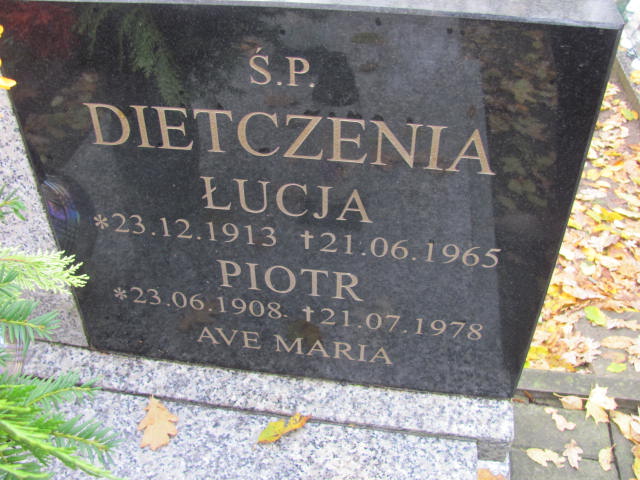 Ś.P.
DIETCZENIA
ŁUCJA
*23.12.1913 †21.06.1965
PIOTR
*23.06.1908 †21.07.1978
AVE MARIA